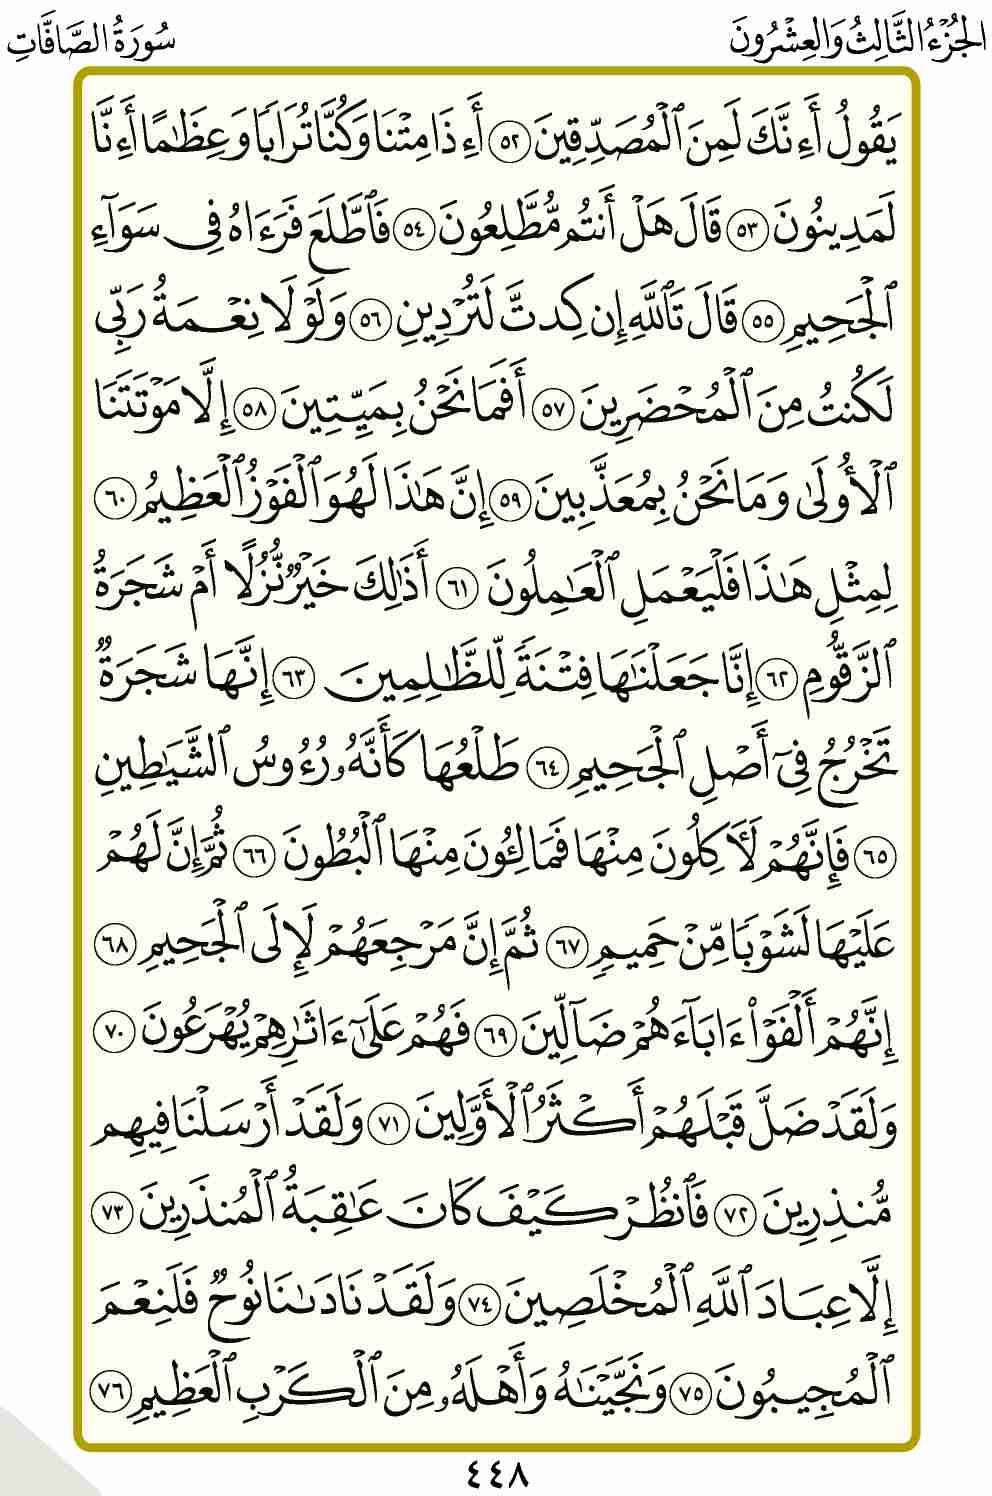 الجُزْءُ الثَّالِثُ وَالعِشْرُونَ
سُورَةُ الصَّافَّاتِ
يَقُولُ أَءِنَّكَ لَمِنَ ٱلْمُصَدِّقِينَ ٥٢ أَءِذَا مِتْنَا وَكُنَّا تُرَابًا وَعِظَٰمًا أَءِنَّا
لَمَدِينُونَ ٥٣ قَالَ هَلْ أَنتُم مُّطَّلِعُونَ ٥٤ فَٱطَّلَعَ فَرَءَاهُ فِى سَوَآءِ
ٱلْجَحِيمِ ٥٥ قَالَ تَٱللَّهِ إِن كِدتَّ لَتُرْدِينِ ٥٦ وَلَوْلَا نِعْمَةُ رَبِّى
لَكُنتُ مِنَ ٱلْمُحْضَرِينَ ٥٧ أَفَمَا نَحْنُ بِمَيِّتِينَ ٥٨ إِلَّا مَوْتَتَنَا
ٱلْأُولَىٰ وَمَا نَحْنُ بِمُعَذَّبِينَ ٥٩ إِنَّ هَٰذَا لَهُوَ ٱلْفَوْزُ ٱلْعَظِيمُ ٦٠
لِمِثْلِ هَٰذَا فَلْيَعْمَلِ ٱلْعَٰمِلُونَ ٦١ أَذَٰلِكَ خَيْرٌ نُّزُلًا أَمْ شَجَرَةُ
ٱلزَّقُّومِ ٦٢ إِنَّا جَعَلْنَٰهَا فِتْنَةً لِّلظَّٰلِمِينَ ٦٣ إِنَّهَا شَجَرَةٌ
تَخْرُجُ فِىٓ أَصْلِ ٱلْجَحِيمِ ٦٤ طَلْعُهَا كَأَنَّهُۥ رُءُوسُ ٱلشَّيَٰطِينِ
٦٥ فَإِنَّهُمْ لَءَاكِلُونَ مِنْهَا فَمَالِـُٔونَ مِنْهَا ٱلْبُطُونَ ٦٦ ثُمَّ إِنَّ لَهُمْ
عَلَيْهَا لَشَوْبًا مِّنْ حَمِيمٍ ٦٧ ثُمَّ إِنَّ مَرْجِعَهُمْ لَإِلَى ٱلْجَحِيمِ ٦٨
إِنَّهُمْ أَلْفَوْا۟ ءَابَآءَهُمْ ضَآلِّينَ ٦٩ فَهُمْ عَلَىٰٓ ءَاثَٰرِهِمْ يُهْرَعُونَ ٧٠
وَلَقَدْ ضَلَّ قَبْلَهُمْ أَكْثَرُ ٱلْأَوَّلِينَ ٧١ وَلَقَدْ أَرْسَلْنَا فِيهِم
مُّنذِرِينَ ٧٢ فَٱنظُرْ كَيْفَ كَانَ عَٰقِبَةُ ٱلْمُنذَرِينَ ٧٣
إِلَّا عِبَادَ ٱللَّهِ ٱلْمُخْلَصِينَ ٧٤ وَلَقَدْ نَادَىٰنَا نُوحٌ فَلَنِعْمَ
ٱلْمُجِيبُونَ ٧٥ وَنَجَّيْنَٰهُ وَأَهْلَهُۥ مِنَ ٱلْكَرْبِ ٱلْعَظِيمِ ٧٦
٤٤٨